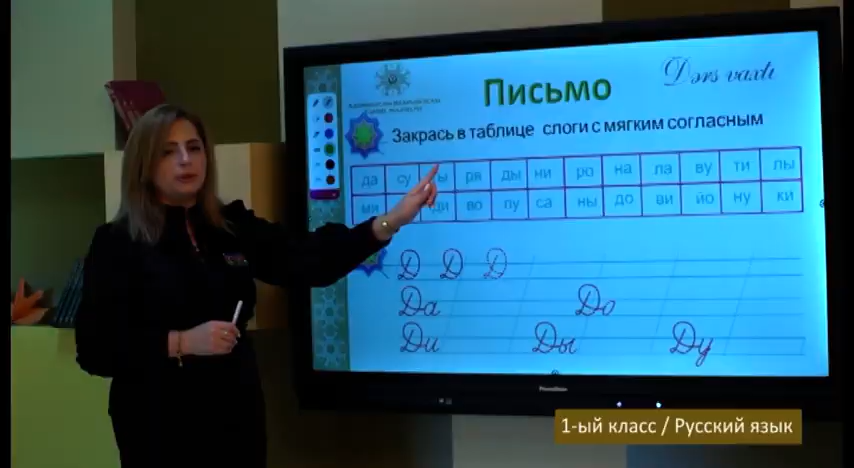 Письмо
Dərs vaxtı
Закрась в таблице слоги с мягким согласным
да су ы ря ды ни ро на ла ву ти лы
ми ди во лу са ны до ви йо ну ки
Д Д Д
Да До
Ди Ды Ду
1-ый класс / Русский язык